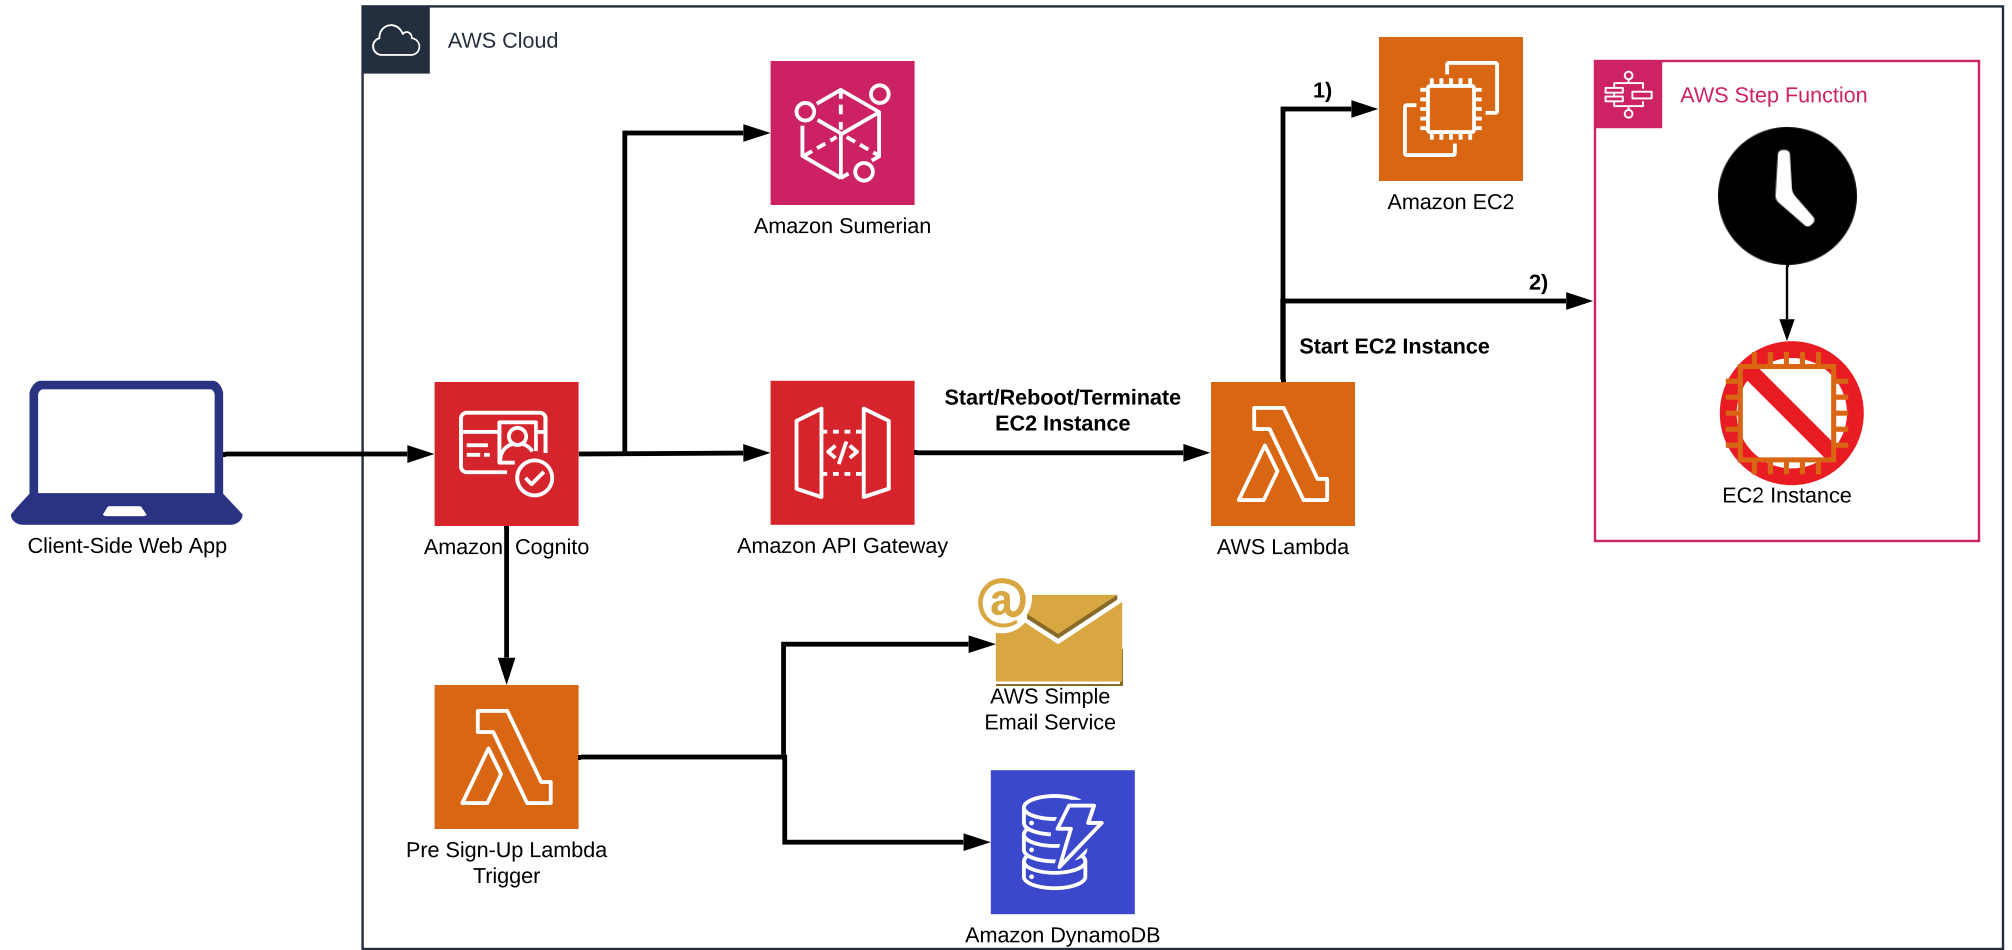 AWS Cloud
1)
AWS Step Function
Amazon EC2
Amazon Sumerian
2)
Start EC2 Instance
Start/Reboot/Terminate
EC2 Instance
EC2 Instance
Client-Side Web App
Amazon Cognito
Amazon API Gateway
AWS Lambda
a
AWS Simple
Email Service
Pre Sign-Up Lambda
Trigger
Amazon DynamoDB